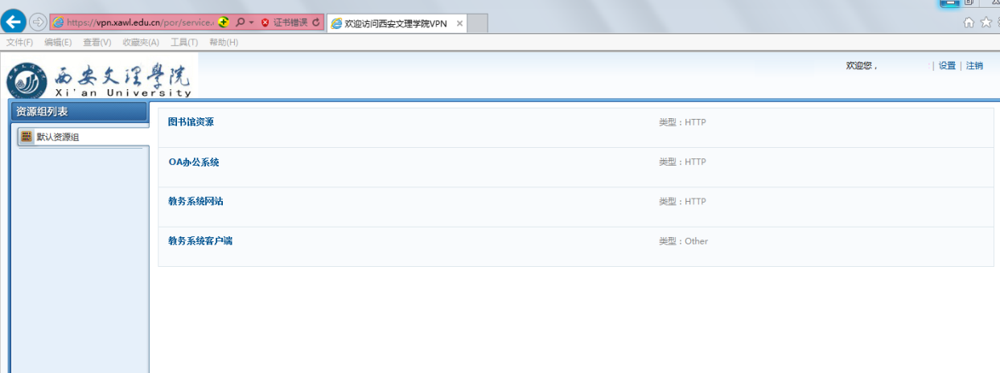 https://vpn.xawl.edu.cn/por/service. 证书错误 欢迎访问西安文理学院VPN
文件(F) 编辑(E) 查看(V) 收藏夹(A) 工具(T) 帮助(H)
西安文理學院
Xi'an University
欢迎您, | 设置 | 注销
资源组列表
默认资源组
图书馆资源 类型:HTTP
OA办公系统 类型:HTTP
教务系统网站 类型:HTTP
教务系统客户端 类型:Other